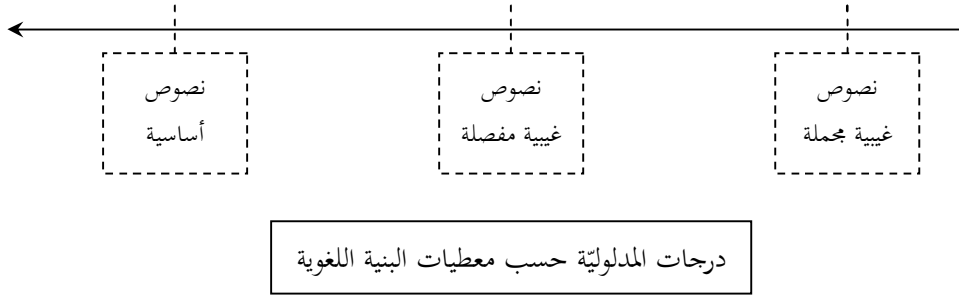 نصوص
غيبية مجملة
نصوص
غيبية مفصلة
نصوص
أساسية
درجات المدلوليّة حسب معطيات البنية اللغوية